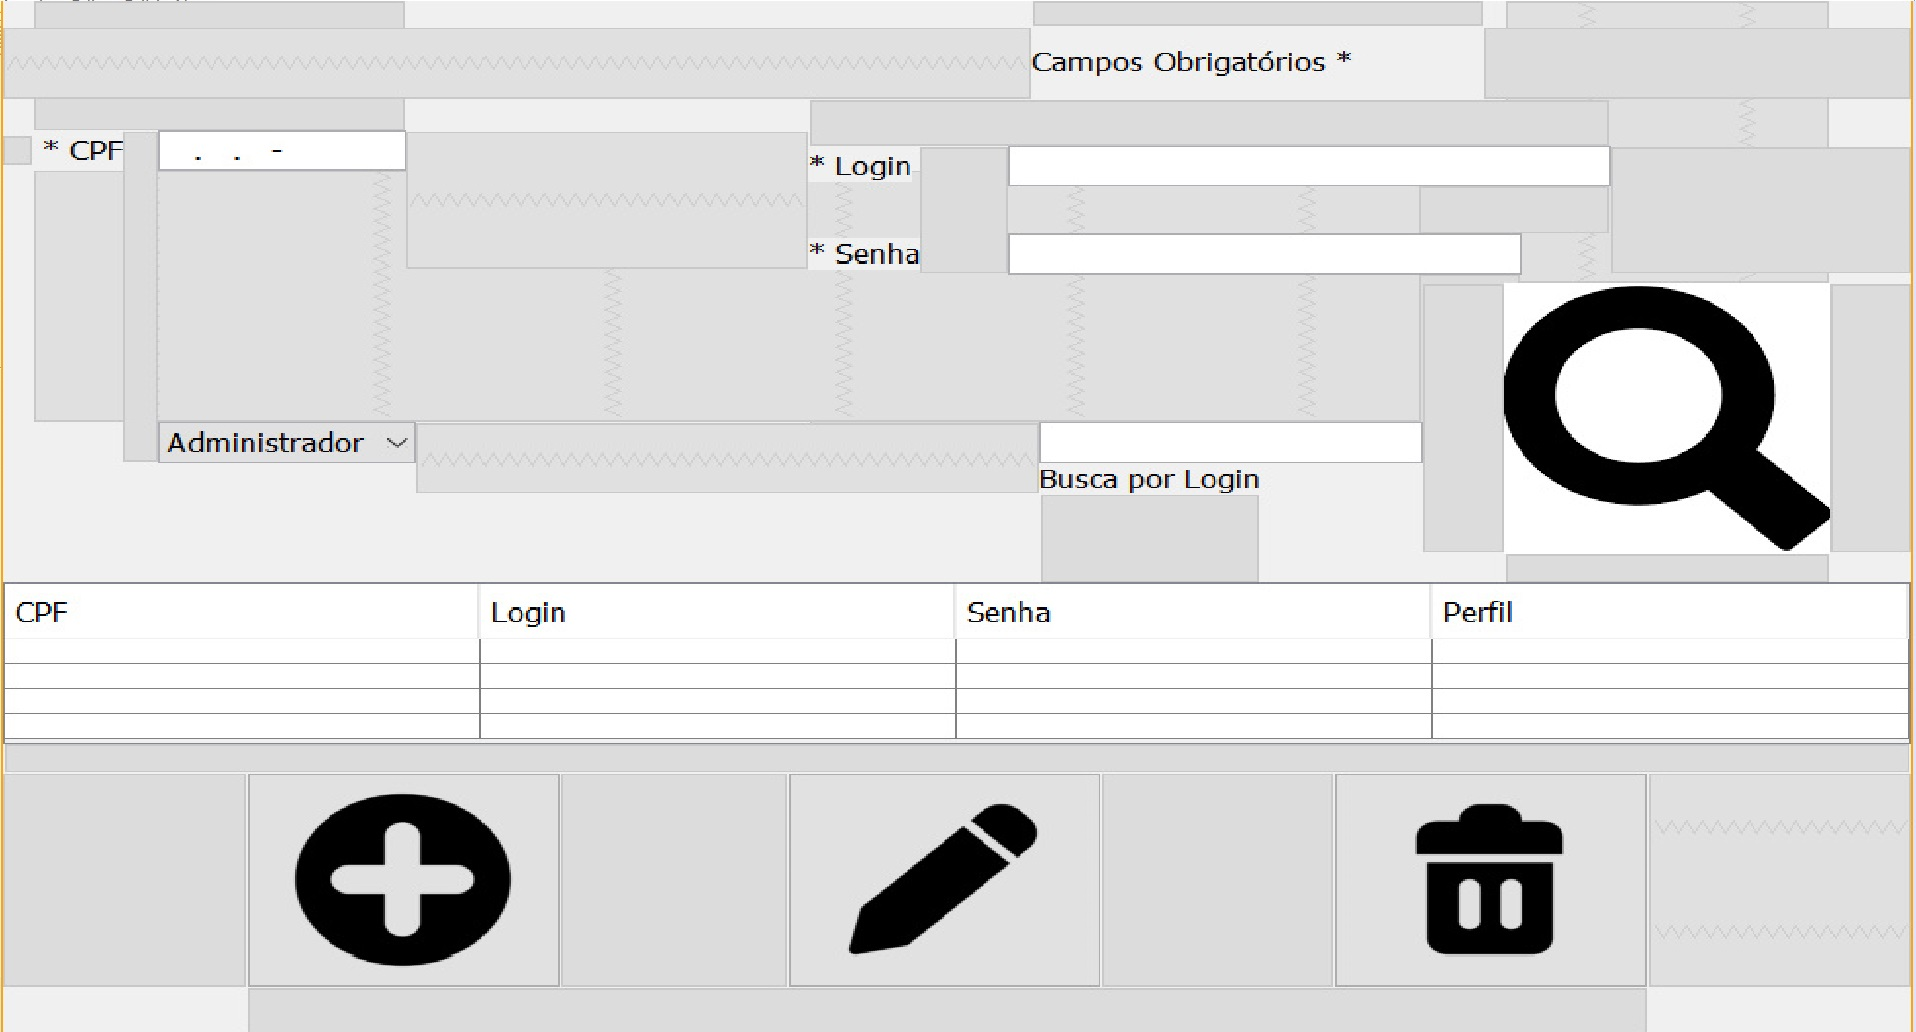 Campos Obrigatórios *
* CPF
. . -
* Login
* Senha
Administrador
Busca por Login
CPF Login Senha Perfil